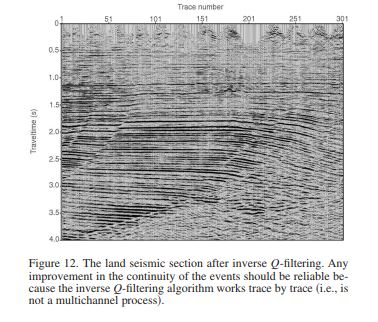 Trace number
1 51 101 151 201 251 301
0
0.5
1.0
1.5
2.0
2.5
3.0
3.5
4.0
Traveltime (s)
Figure 12. The land seismic section after inverse Q-filtering. Any
improvement in the continuity of the events should be reliable be-
cause the inverse Q-filtering algorithm works trace by trace (i.e., is
not a multichannel process).